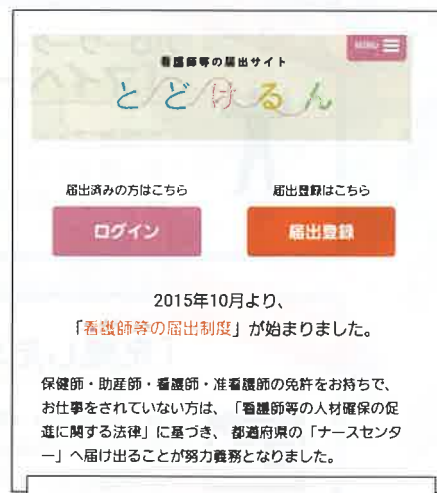 看護師等の届出サイト
MENU
とどけるん
届出済みの方はこちら
届出登録はこちら
ログイン
届出登録
2015年10月より、
「看護師等の届出制度」が始まりました。
保健師・助産師・看護師・准看護師の免許をお持ちで、
お仕事をされていない方は、「看護師等の人材確保の促
進に関する法律」に基づき、都道府県の「ナースセンタ
ー」へ届け出ることが努力義務となりました。